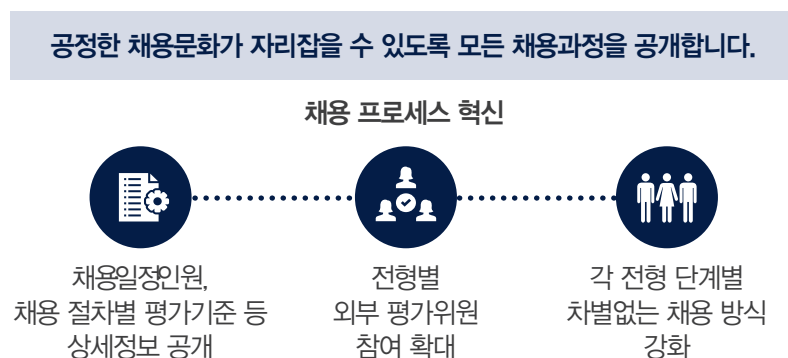 공정한 채용문화가 자리잡을 수 있도록 모든 채용과정을 공개합니다.
채용 프로세스 혁신
채용일정인원,
채용 절차별 평가기준 등
상세정보 공개
전형별
외부 평가위원
참여 확대
각 전형 단계별
차별없는 채용 방식
강화